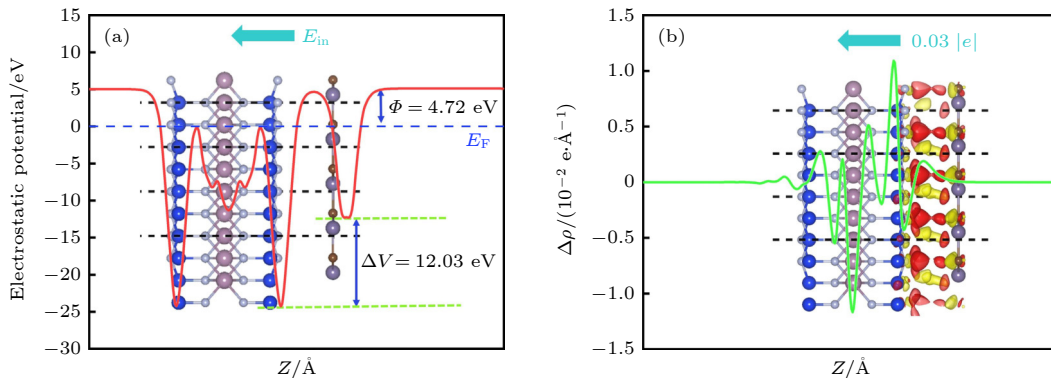 (a)
E_in
Electrostatic potential/eV
15
10
5
0
−5
−10
−15
−20
−25
−30
Φ = 4.72 eV
E_F
ΔV = 12.03 eV
Z/Å
(b)
0.03 |e|
Δρ/(10⁻² e·Å⁻¹)
1.5
1.0
0.5
0
−0.5
−1.0
−1.5
Z/Å